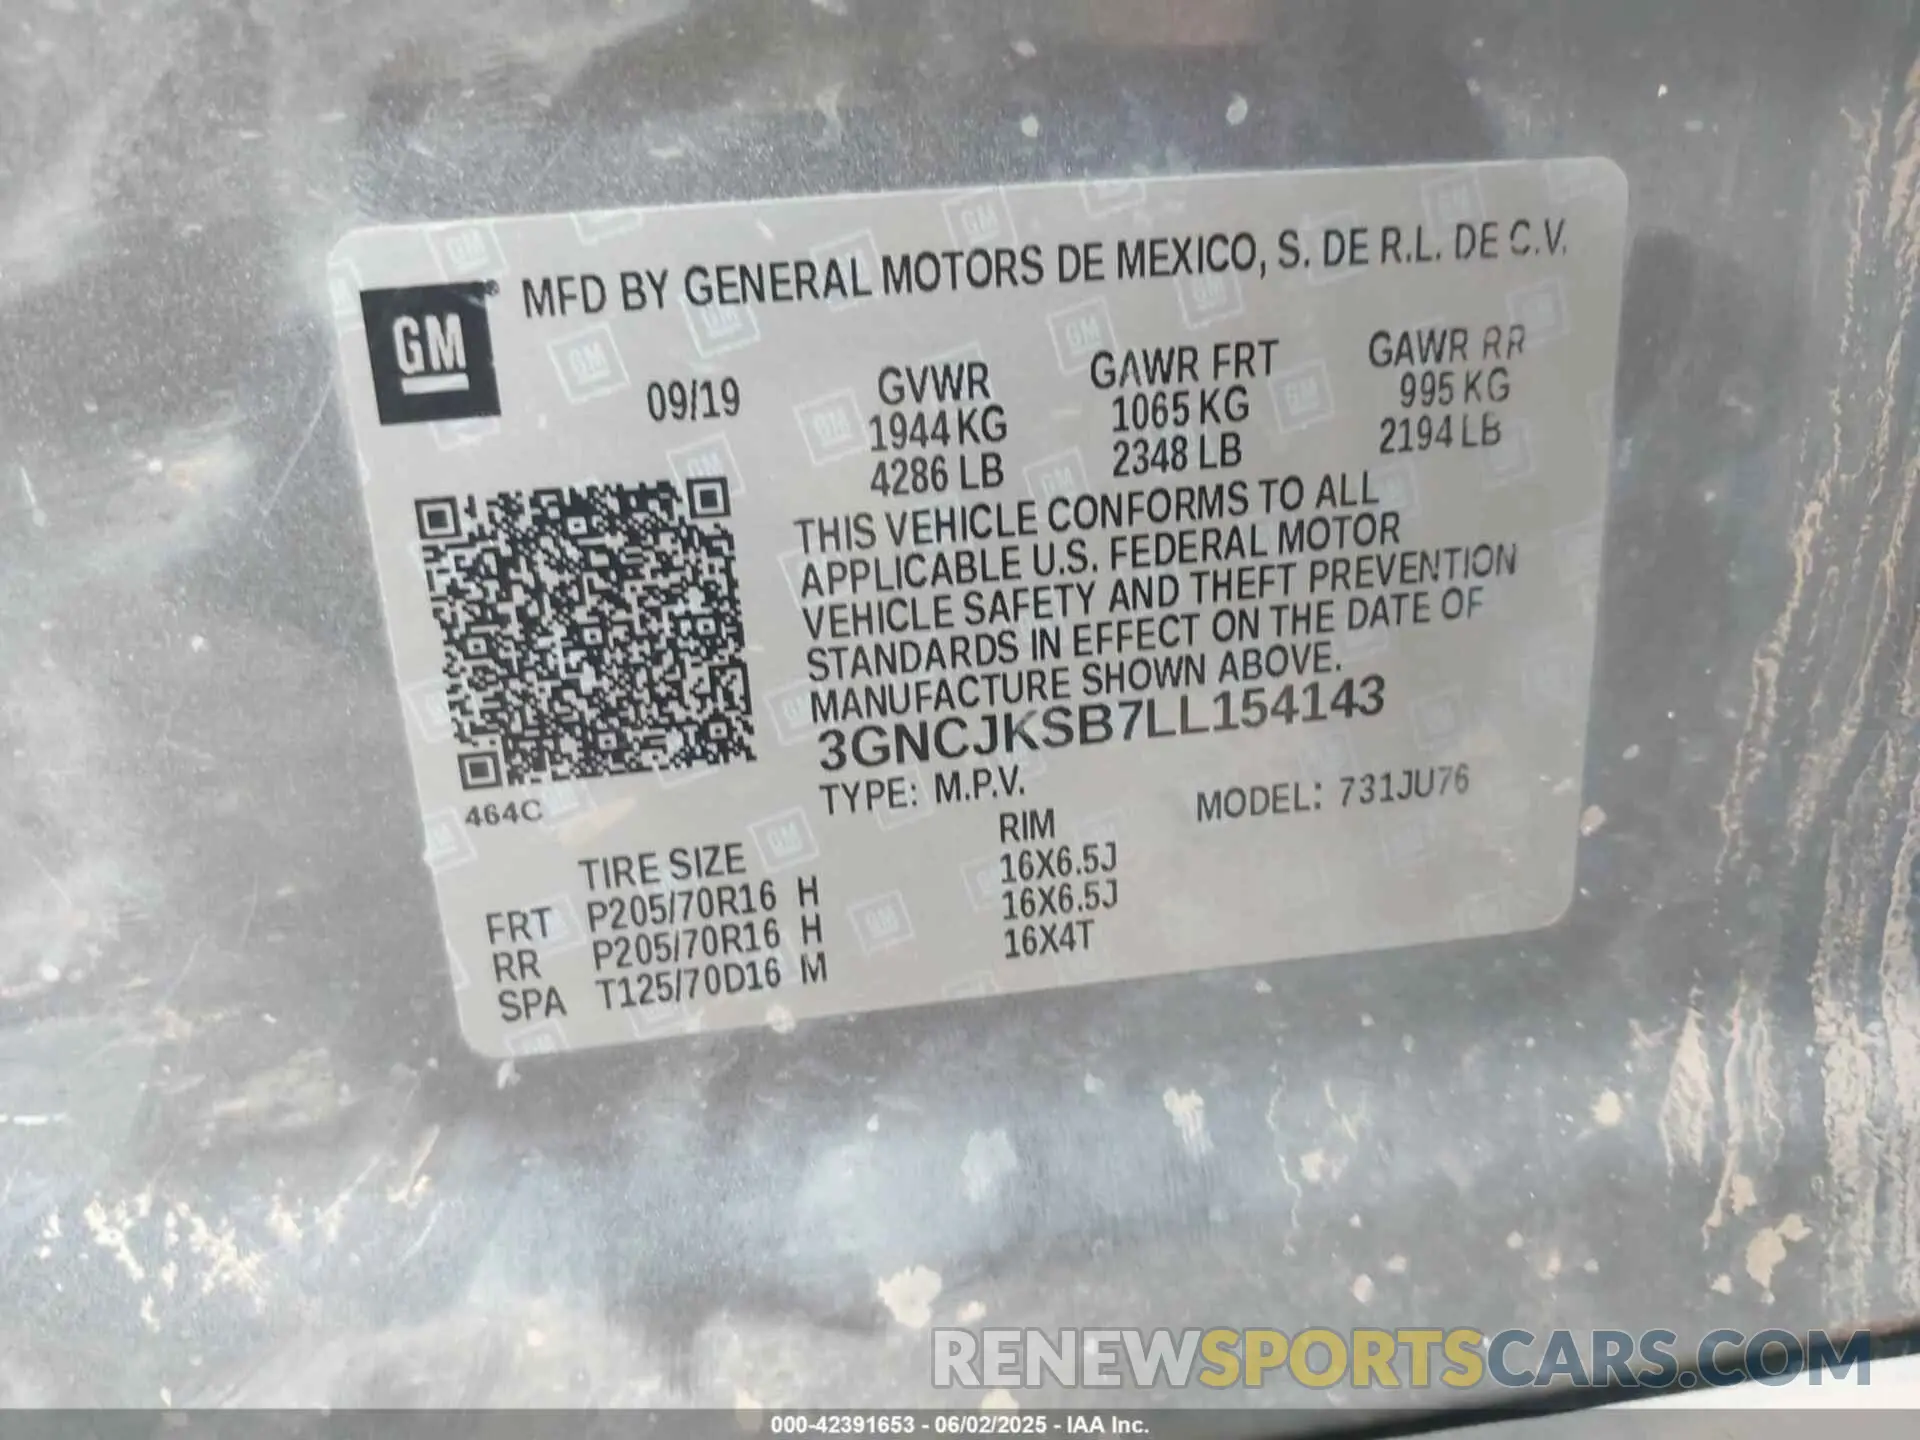 MFD BY GENERAL MOTORS DE MEXICO, S. DE R.L. DE C.V.
GM®
09/19
GVWR
1944 KG
4286 LB
GAWR FRT
1065 KG
2348 LB
GAWR RR
995 KG
2194 LB
THIS VEHICLE CONFORMS TO ALL
APPLICABLE U.S. FEDERAL MOTOR
VEHICLE SAFETY AND THEFT PREVENTION
STANDARDS IN EFFECT ON THE DATE OF
MANUFACTURE SHOWN ABOVE.
3GNCJKSB7LL154143
TYPE: M.P.V.
MODEL: 731JU76
464C
TIRE SIZE RIM
FRT P205/70R16 H 16X6.5J
RR P205/70R16 H 16X6.5J
SPA T125/70D16 M 16X4T
RENEWSPORTSCARS.COM
000-42391653 - 06/02/2025 - IAA Inc.